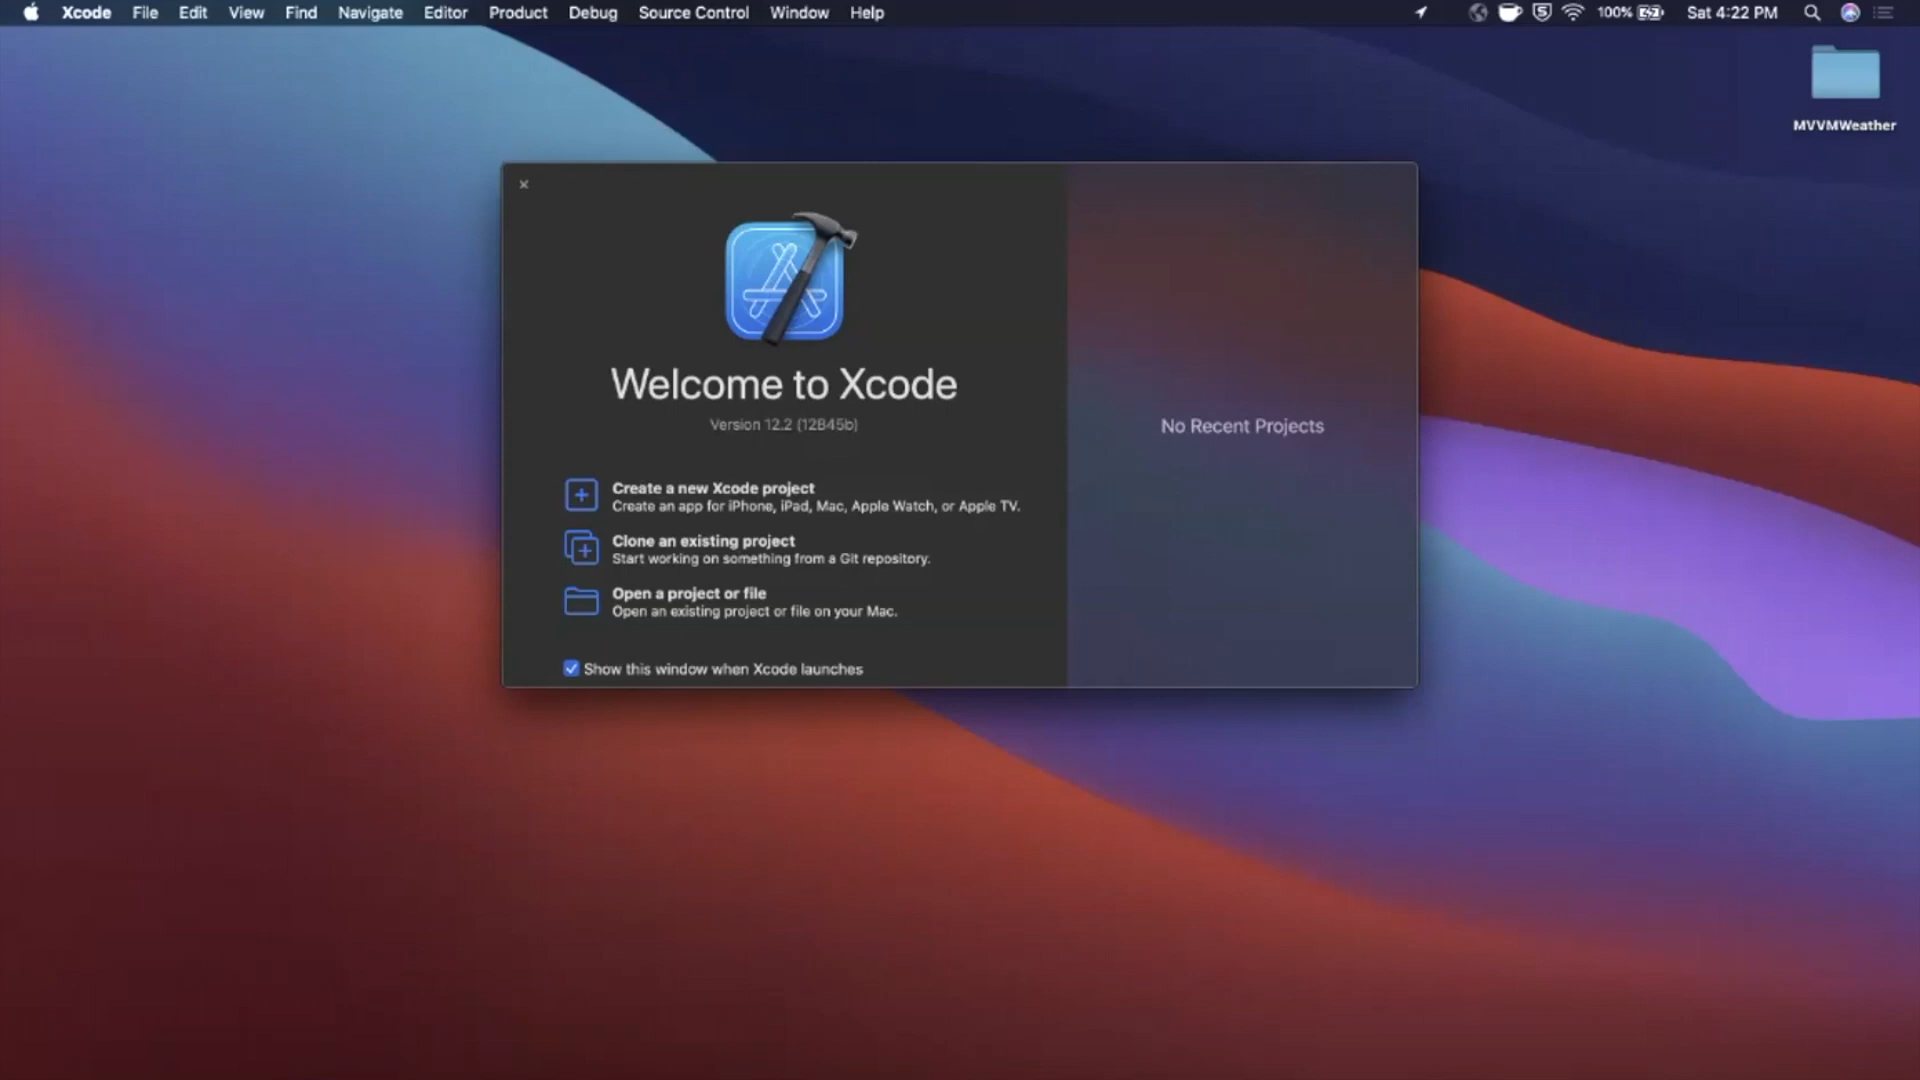 Xcode File Edit View Find Navigate Editor Product Debug Source Control Window Help 100% Sat 4:22 PM
MVVMWeather
Welcome to Xcode
Version 12.2 (12B45b)
Create a new Xcode project
Create an app for iPhone, iPad, Mac, Apple Watch, or Apple TV.
Clone an existing project
Start working on something from a Git repository.
Open a project or file
Open an existing project or file on your Mac.
Show this window when Xcode launches
No Recent Projects